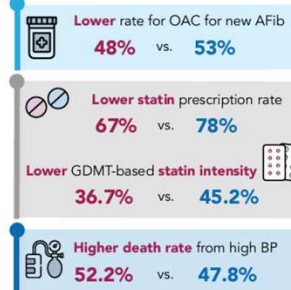 Lower rate for OAC for new AFib
48% vs. 53%
Lower statin prescription rate
67% vs. 78%
Lower GDMT-based statin intensity
36.7% vs. 45.2%
Higher death rate from high BP
52.2% vs. 47.8%